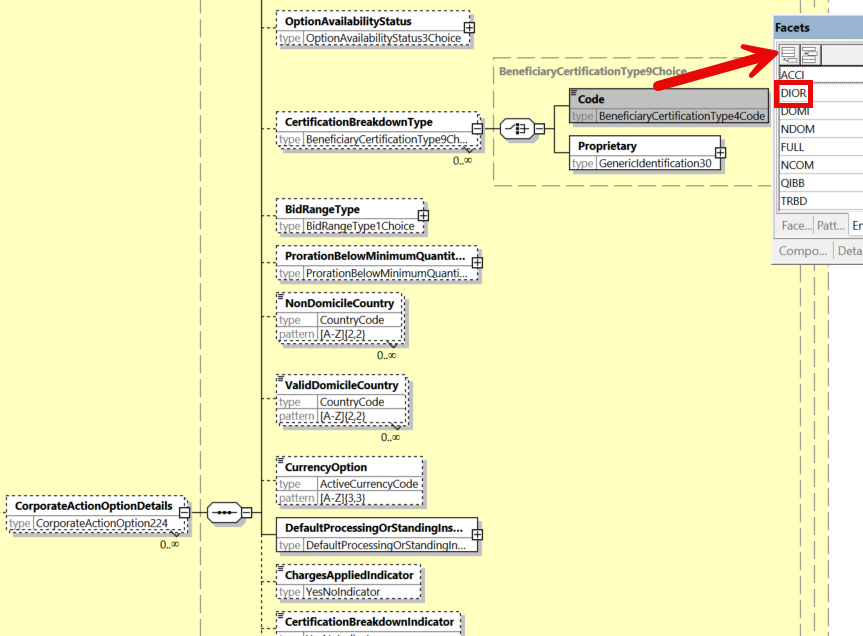 OptionAvailabilityStatus
type OptionAvailabilityStatus3Choice
CertificationBreakdownType
type BeneficiaryCertificationType9Ch...
0..∞
BeneficiaryCertificationType9Choice
Code
type BeneficiaryCertificationType4Code
Proprietary
type GenericIdentification30
BidRangeType
type BidRangeType1Choice
ProrationBelowMinimumQuantit...
type ProrationBelowMinimumQuanti...
NonDomicileCountry
type CountryCode
pattern [A-Z]{2,2}
0..∞
ValidDomicileCountry
type CountryCode
pattern [A-Z]{2,2}
0..∞
CurrencyOption
type ActiveCurrencyCode
pattern [A-Z]{3,3}
CorporateActionOptionDetails
type CorporateActionOption224
0..∞
DefaultProcessingOrStandingIns...
type DefaultProcessingOrStandingIn...
ChargesAppliedIndicator
type YesNoIndicator
CertificationBreakdownIndicator
Facets
ACCI
DIOR
DOMI
NDOM
FULL
NCOM
QIBB
TRBD
Face... Patt... En
Compo... Deta